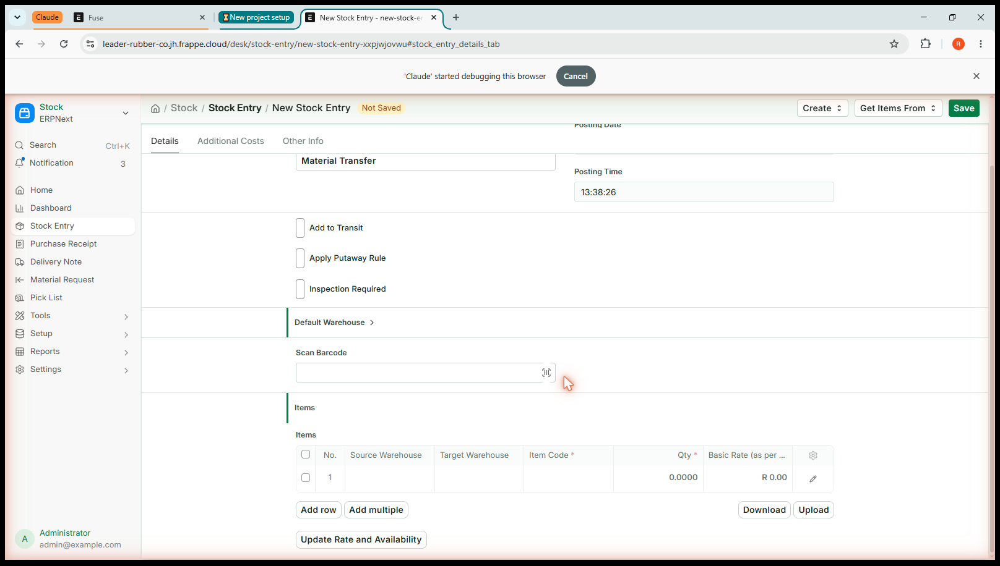 Claude
Fuse
New project setup
New Stock Entry - new-stock-er
leader-rubber-co.jh.frappe.cloud/desk/stock-entry/new-stock-entry-xxpjwjovwu#stock_entry_details_tab
R
'Claude' started debugging this browser
Cancel
Stock
ERPNext
/ Stock / Stock Entry / New Stock Entry
Not Saved
Create
Get Items From
Save
Search Ctrl+K
Notification 3
Home
Dashboard
Stock Entry
Purchase Receipt
Delivery Note
Material Request
Pick List
Tools
Setup
Reports
Settings
A
Administrator
admin@example.com
Details
Additional Costs
Other Info
Posting Date
Material Transfer
Posting Time
13:38:26
Add to Transit
Apply Putaway Rule
Inspection Required
Default Warehouse
Scan Barcode
Items
Items
No. Source Warehouse Target Warehouse Item Code * Qty * Basic Rate (as per ...
1 0.0000 R 0.00
Add row Add multiple Download Upload
Update Rate and Availability